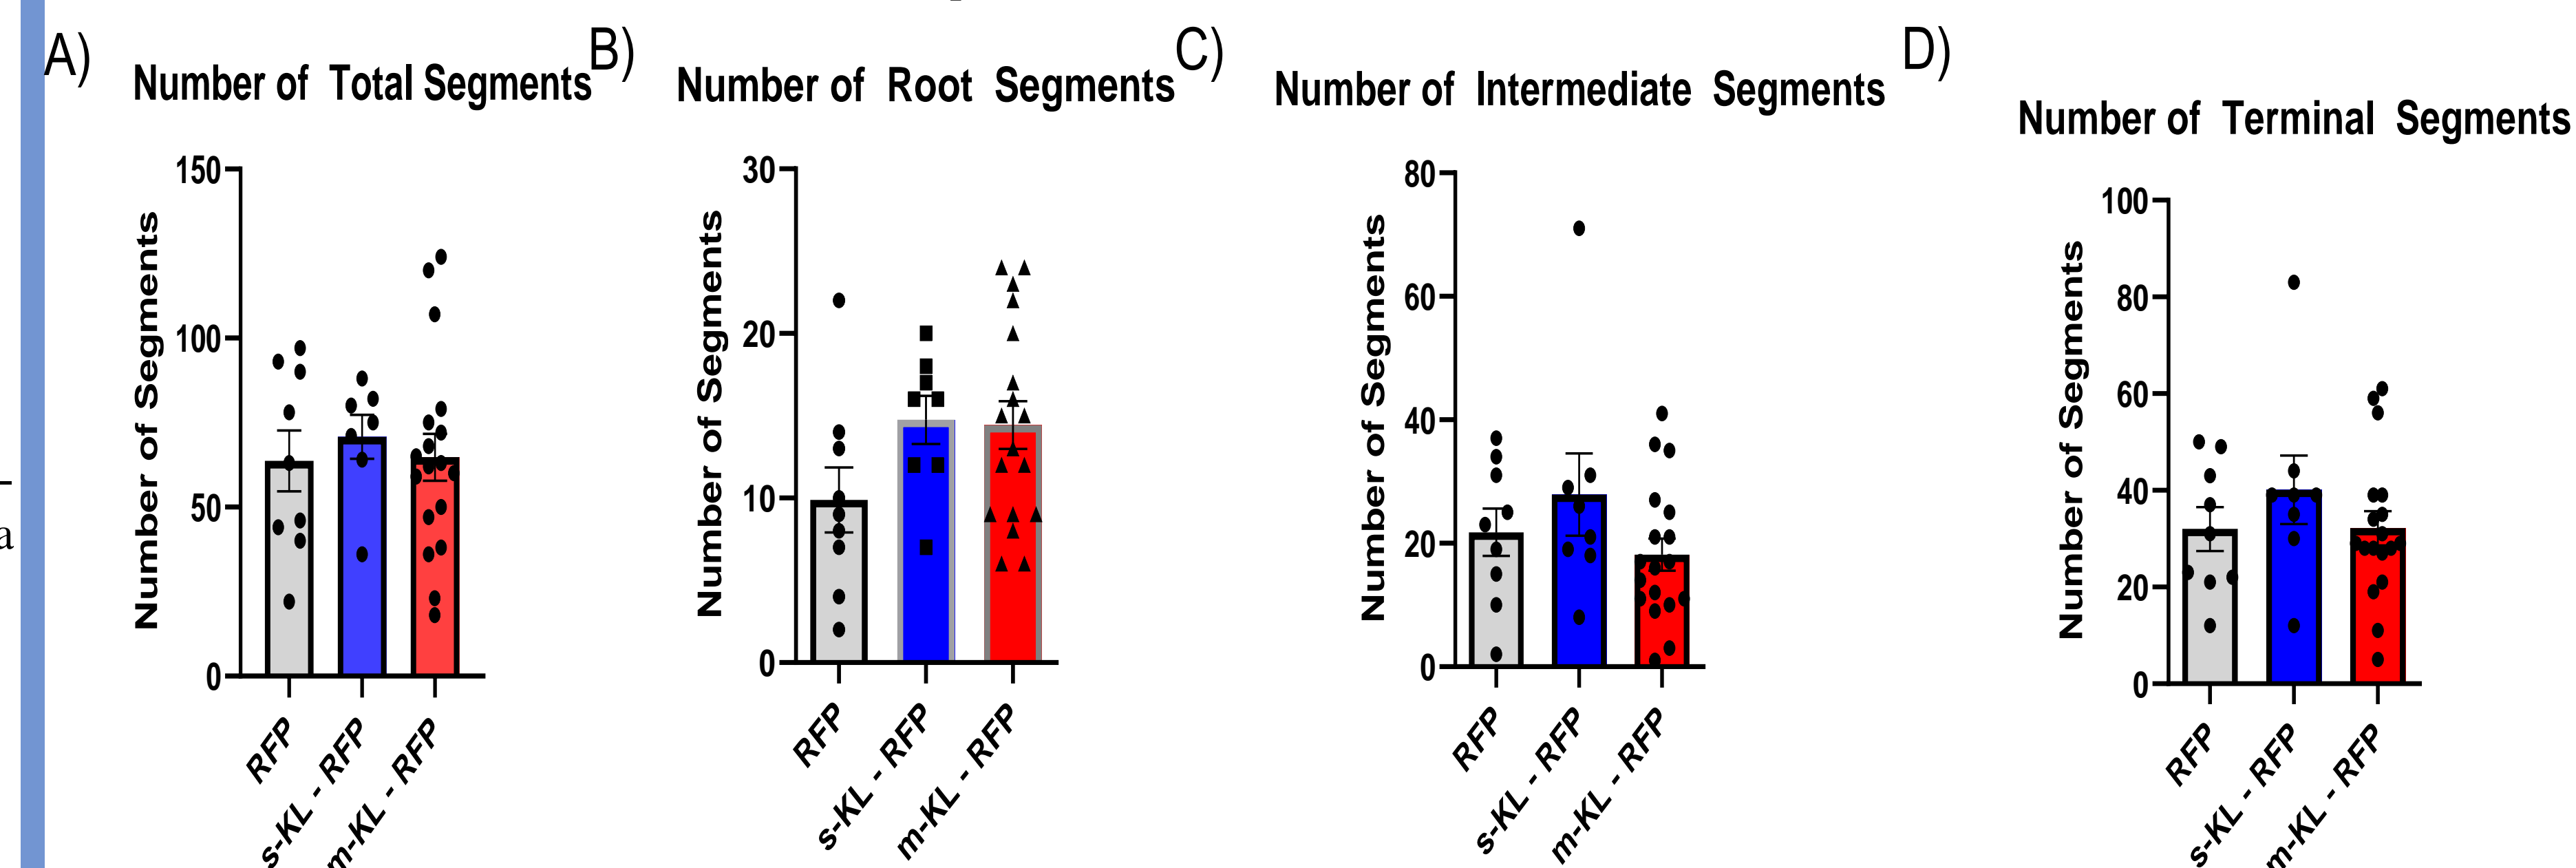 A)
Number of Total Segments
Number of Segments
150
100
50
0
RFP
s-KL - RFP
m-KL - RFP
B)
Number of Root Segments
Number of Segments
30
20
10
0
RFP
s-KL - RFP
m-KL - RFP
C)
Number of Intermediate Segments
Number of Segments
80
60
40
20
0
RFP
s-KL - RFP
m-KL - RFP
D)
Number of Terminal Segments
Number of Segments
100
80
60
40
20
0
RFP
s-KL - RFP
m-KL - RFP
a